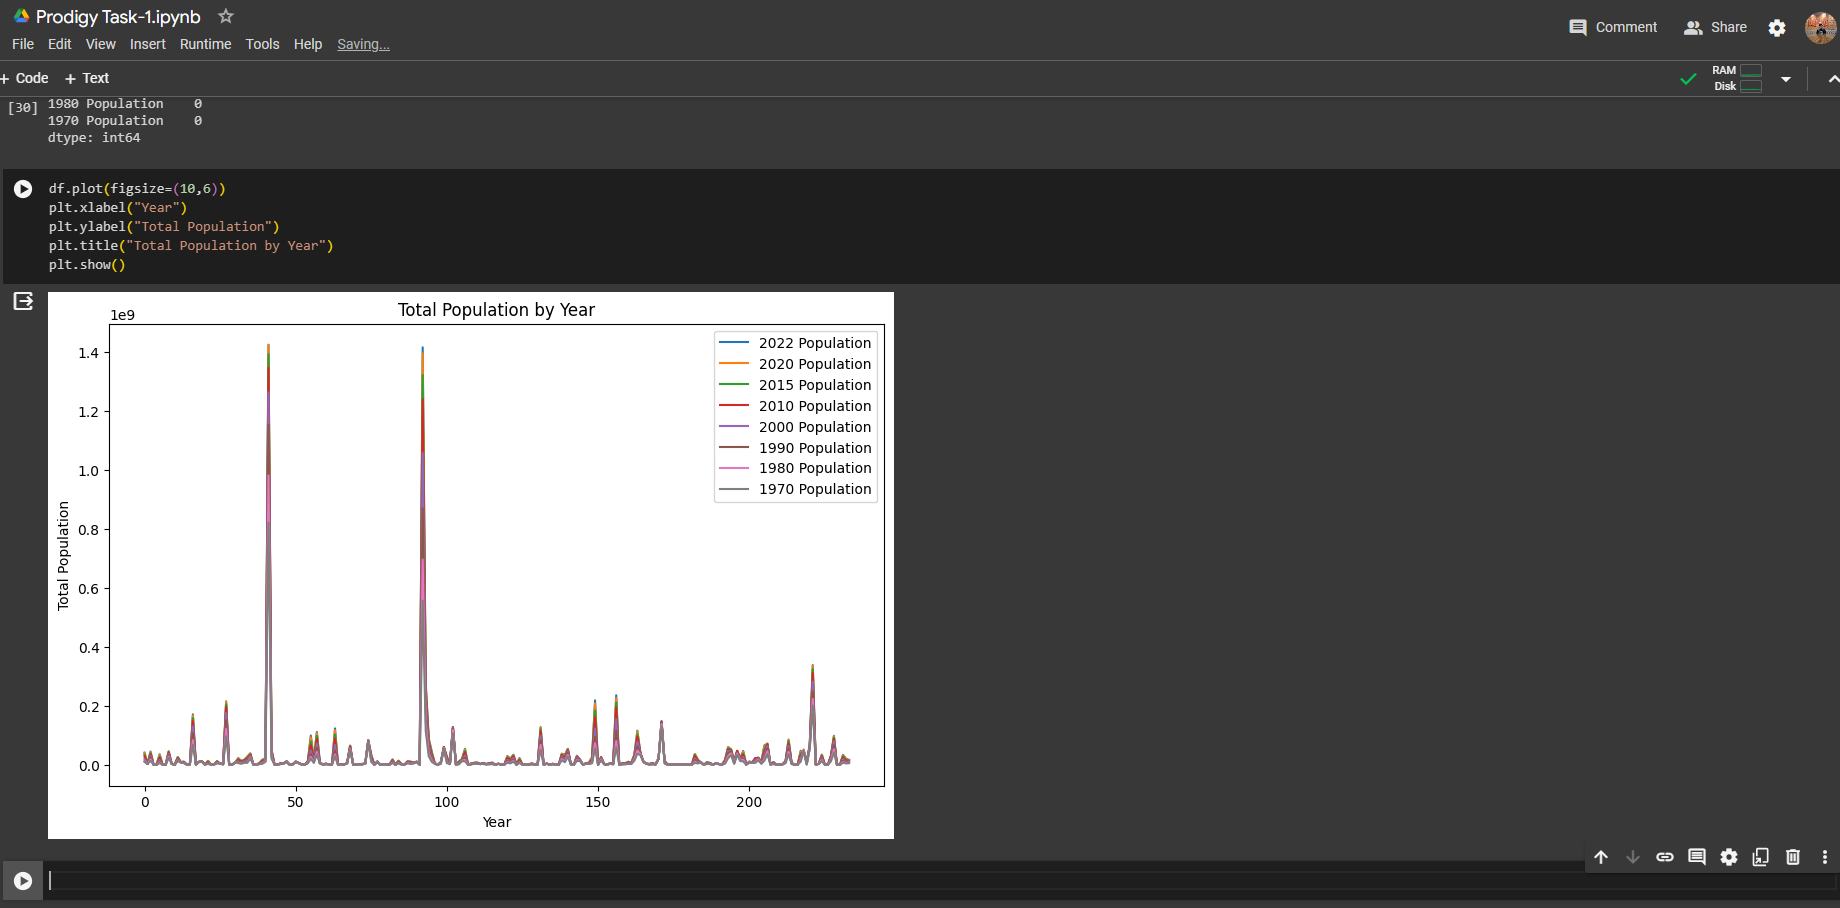 Prodigy Task-1.ipynb
File Edit View Insert Runtime Tools Help Saving...
Comment Share
+ Code + Text
RAM
Disk
[30] 1980 Population 0
1970 Population 0
dtype: int64
df.plot(figsize=(10,6))
plt.xlabel("Year")
plt.ylabel("Total Population")
plt.title("Total Population by Year")
plt.show()
Total Population by Year
1e9
1.4
1.2
1.0
0.8
0.6
0.4
0.2
0.0
Total Population
2022 Population
2020 Population
2015 Population
2010 Population
2000 Population
1990 Population
1980 Population
1970 Population
0 50 100 150 200
Year